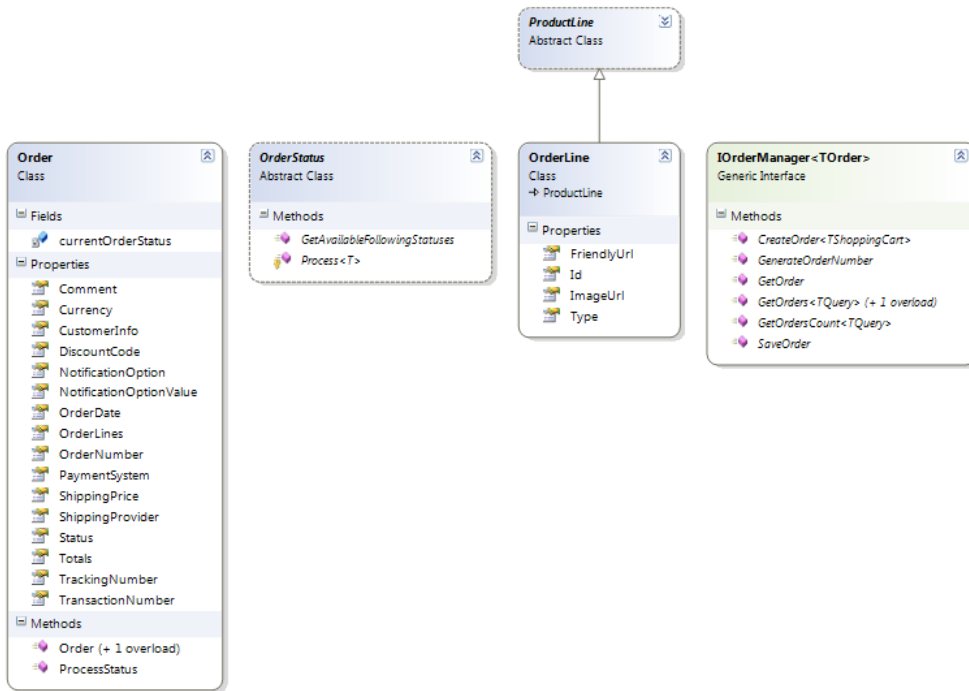 ProductLine
Abstract Class
Order
Class
Fields
currentOrderStatus
Properties
Comment
Currency
CustomerInfo
DiscountCode
NotificationOption
NotificationOptionValue
OrderDate
OrderLines
OrderNumber
PaymentSystem
ShippingPrice
ShippingProvider
Status
Totals
TrackingNumber
TransactionNumber
Methods
Order (+ 1 overload)
ProcessStatus
OrderStatus
Abstract Class
Methods
GetAvailableFollowingStatuses
Process<T>
OrderLine
Class
ProductLine
Properties
FriendlyUrl
Id
ImageUrl
Type
IOrderManager<TOrder>
Generic Interface
Methods
CreateOrder<TShoppingCart>
GenerateOrderNumber
GetOrder
GetOrders<TQuery> (+ 1 overload)
GetOrdersCount<TQuery>
SaveOrder